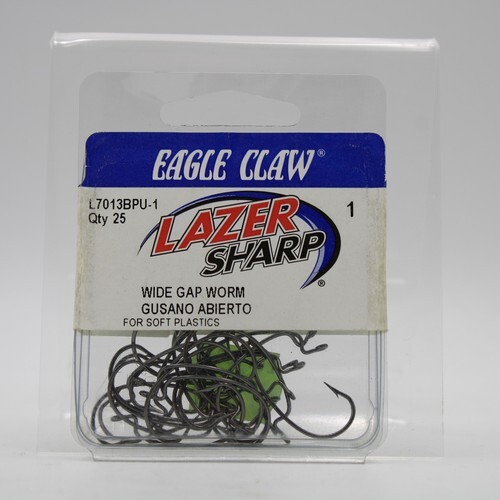 EAGLE CLAW®
L7013BPU-1
Qty 25
1
LAZER
SHARP®
WIDE GAP WORM
GUSANO ABIERTO
FOR SOFT PLASTICS